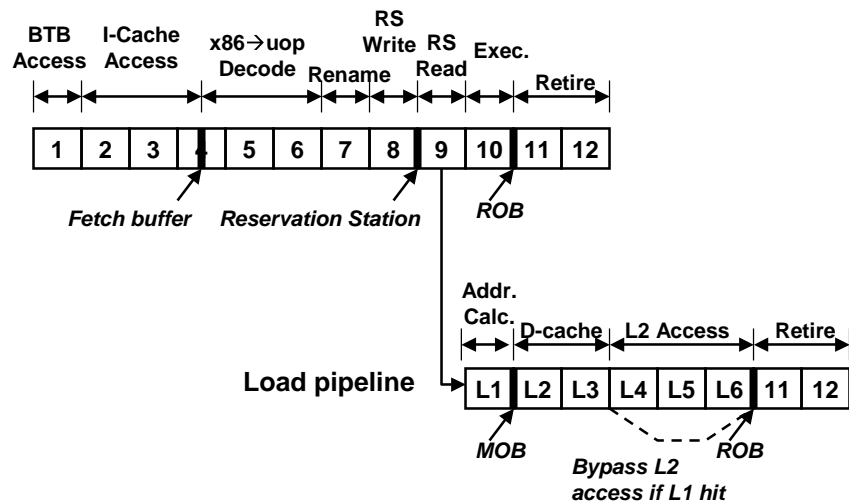 BTB Access
I-Cache Access
x86→uop Decode
Rename
RS Write
RS Read
Exec.
Retire
1 2 3 4 5 6 7 8 9 10 11 12
Fetch buffer
Reservation Station
ROB
Addr. Calc.
D-cache
L2 Access
Retire
Load pipeline
L1 L2 L3 L4 L5 L6 11 12
MOB
Bypass L2
access if L1 hit
ROB